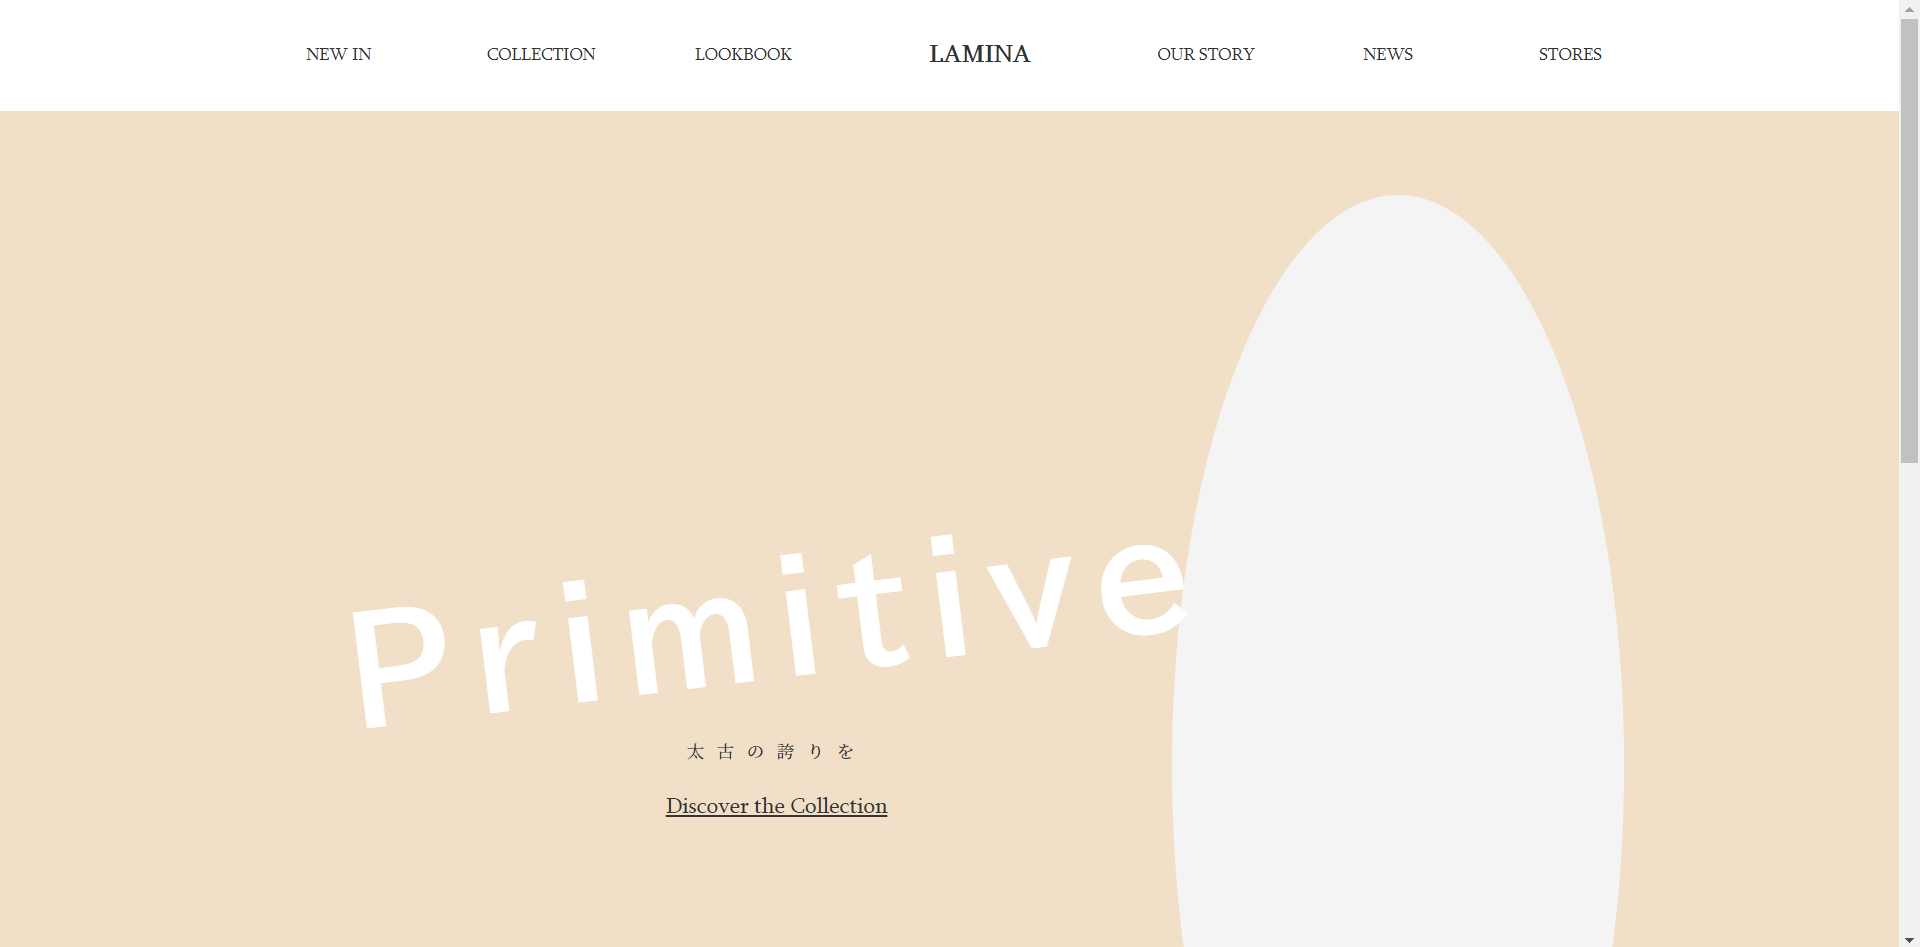 NEW IN COLLECTION LOOKBOOK LAMINA OUR STORY NEWS STORES
Primitive
太古の誇りを
Discover the Collection